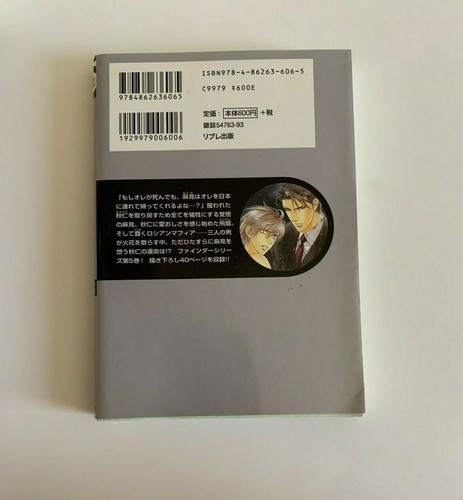 ISBN978-4-86263-606-5
C9979 ¥600E
9784862636065
定価：本体600円＋税
雑誌54763-93
リブレ出版
1929979006006
「もしオレが死んでも、麻見はオレを日本
に連れて帰ってくれるよな…?」攫われた
秋仁を取り戻すため全てを犠牲にする覚悟
の麻見、秋仁に愛おしさを感じ始めた飛龍、
そして蠢くロシアンマフィア――三人の男
が火花を散らす中、ただひたすらに麻見を
想う秋仁の運命は!? ファインダーシリー
ズ第5巻! 描き下ろし40ページを収録!!